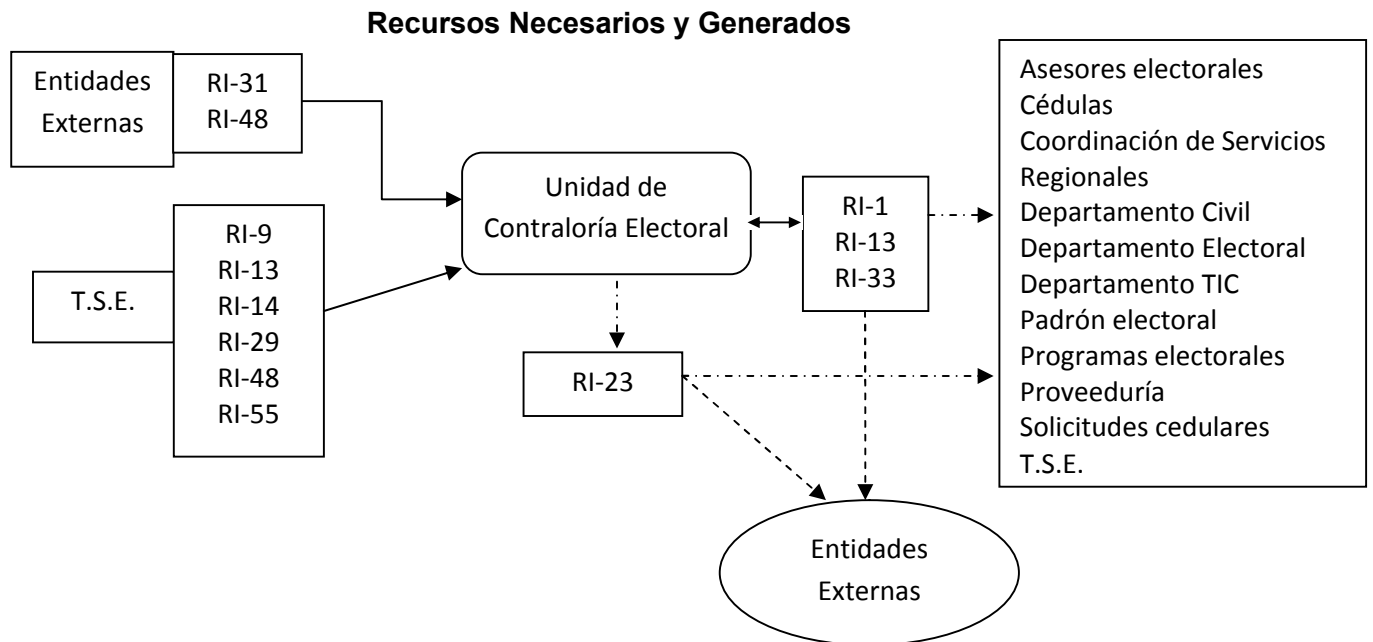 Recursos Necesarios y Generados
Entidades
Externas
RI-31
RI-48
T.S.E.
RI-9
RI-13
RI-14
RI-29
RI-48
RI-55
Unidad de
Contraloría Electoral
RI-23
RI-1
RI-13
RI-33
Asesores electorales
Cédulas
Coordinación de Servicios
Regionales
Departamento Civil
Departamento Electoral
Departamento TIC
Padrón electoral
Programas electorales
Proveeduría
Solicitudes cedulares
T.S.E.
Entidades
Externas